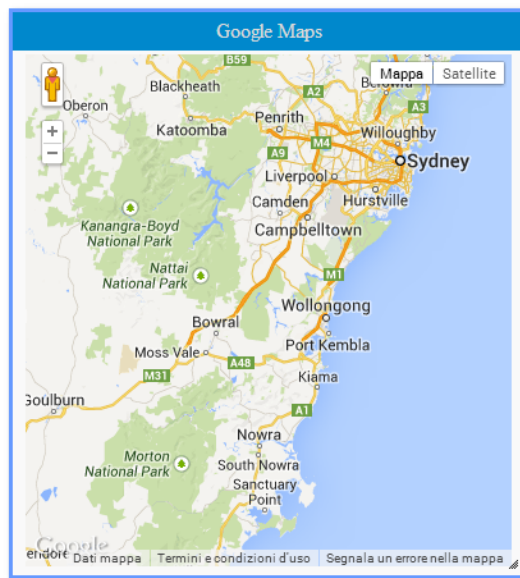 Google Maps
B59
Mappa
Satellite
Blackheath
A2
Oberon
A3
Penrith
Katoomba
Willoughby
M4
A9
Sydney
Liverpool
Camden
Hurstville
Kanangra-Boyd
National Park
Campbelltown
Nattai
National Park
M1
Wollongong
Bowral
Port Kembla
Moss Vale
A48
M31
Kiama
Goulburn
A1
Nowra
Morton
National Park
South Nowra
Sanctuary
Point
Google
Dati mappa
Termini e condizioni d'uso
Segnala un errore nella mappa